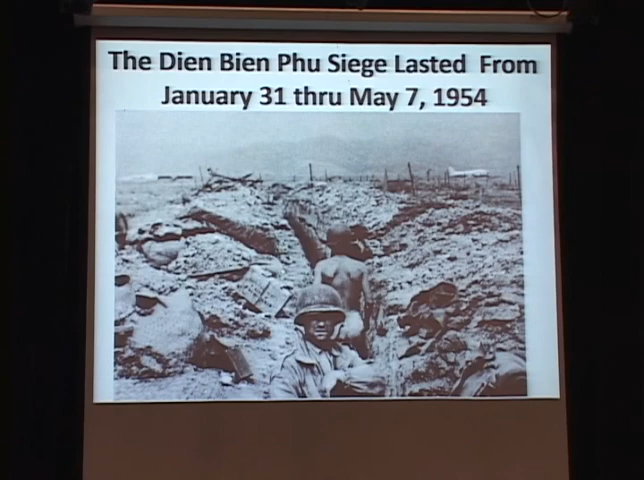 The Dien Bien Phu Siege Lasted From
January 31 thru May 7, 1954